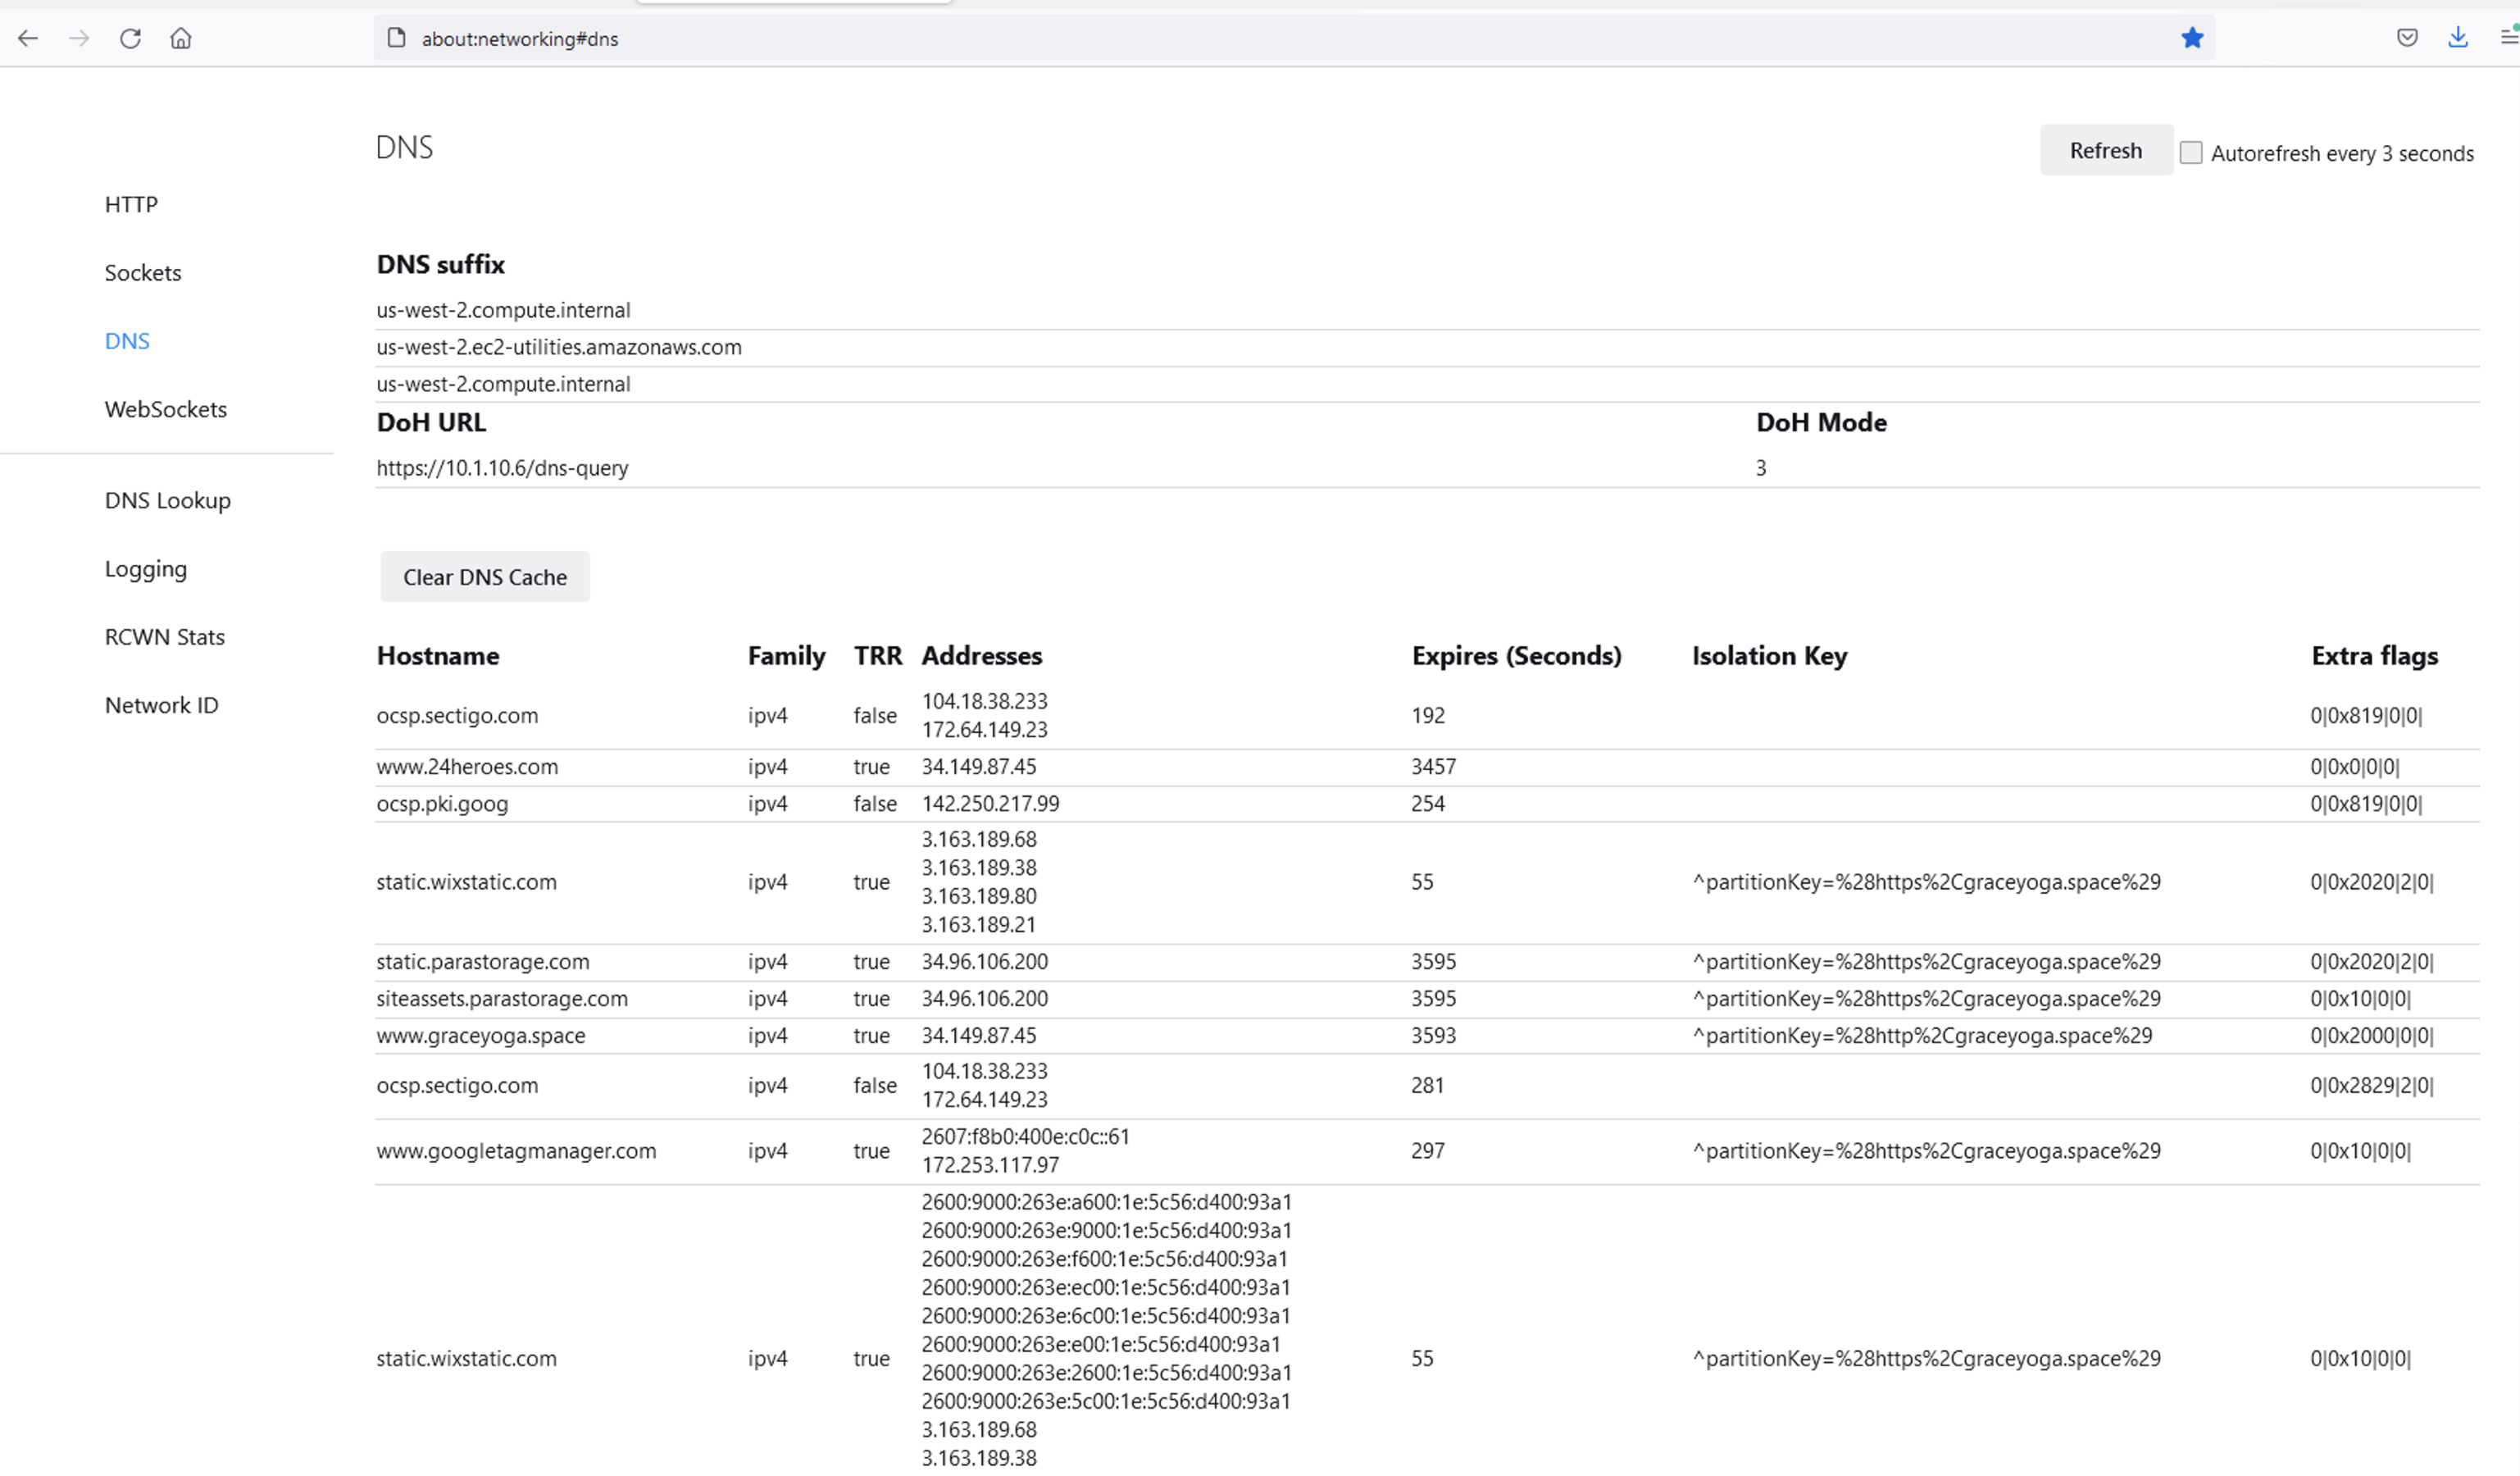 about:networking#dns
DNS
Refresh
Autorefresh every 3 seconds
HTTP
Sockets
DNS
WebSockets
DNS Lookup
Logging
RCWN Stats
Network ID
DNS suffix
us-west-2.compute.internal
us-west-2.ec2-utilities.amazonaws.com
us-west-2.compute.internal
DoH URL DoH Mode
https://10.1.10.6/dns-query 3
Clear DNS Cache
Hostname Family TRR Addresses Expires (Seconds) Isolation Key Extra flags
ocsp.sectigo.com ipv4 false 104.18.38.233 192 0|0x819|0|0|
172.64.149.23
www.24heroes.com ipv4 true 34.149.87.45 3457 0|0x0|0|0|
ocsp.pki.goog ipv4 false 142.250.217.99 254 0|0x819|0|0|
static.wixstatic.com ipv4 true 3.163.189.68 55 ^partitionKey=%28https%2Cgraceyoga.space%29 0|0x2020|2|0|
3.163.189.38
3.163.189.80
3.163.189.21
static.parastorage.com ipv4 true 34.96.106.200 3595 ^partitionKey=%28https%2Cgraceyoga.space%29 0|0x2020|2|0|
siteassets.parastorage.com ipv4 true 34.96.106.200 3595 ^partitionKey=%28https%2Cgraceyoga.space%29 0|0x10|0|0|
www.graceyoga.space ipv4 true 34.149.87.45 3593 ^partitionKey=%28http%2Cgraceyoga.space%29 0|0x2000|0|0|
ocsp.sectigo.com ipv4 false 104.18.38.233 281 0|0x2829|2|0|
172.64.149.23
www.googletagmanager.com ipv4 true 2607:f8b0:400e:c0c::61 297 ^partitionKey=%28https%2Cgraceyoga.space%29 0|0x10|0|0|
172.253.117.97
static.wixstatic.com ipv4 true 2600:9000:263e:a600:1e:5c56:d400:93a1 55 ^partitionKey=%28https%2Cgraceyoga.space%29 0|0x10|0|0|
2600:9000:263e:9000:1e:5c56:d400:93a1
2600:9000:263e:f600:1e:5c56:d400:93a1
2600:9000:263e:ec00:1e:5c56:d400:93a1
2600:9000:263e:6c00:1e:5c56:d400:93a1
2600:9000:263e:e00:1e:5c56:d400:93a1
2600:9000:263e:2600:1e:5c56:d400:93a1
2600:9000:263e:5c00:1e:5c56:d400:93a1
3.163.189.68
3.163.189.38